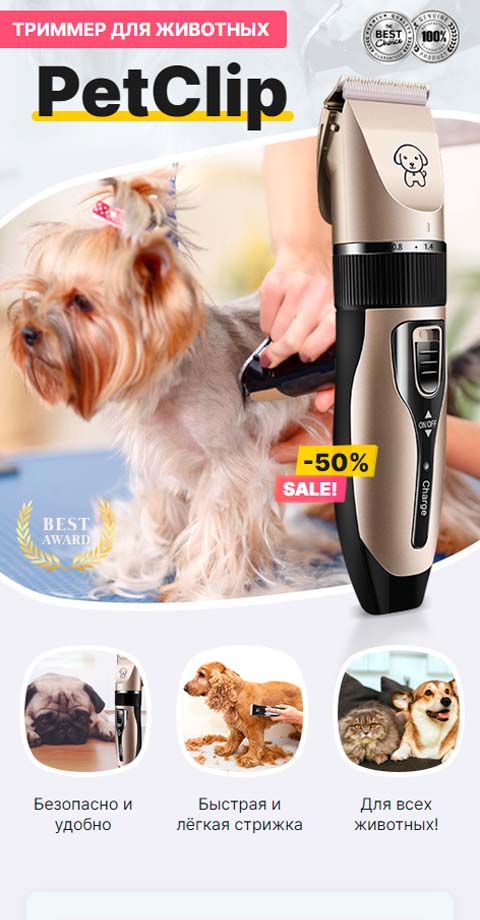 ТРИММЕР ДЛЯ ЖИВОТНЫХ
THE
BEST
Choice
100%
PetClip
0.8 • 1.4
ON OFF
Charge
-50%
SALE!
BEST
AWARD
Безопасно и
удобно
Быстрая и
лёгкая стрижка
Для всех
животных!